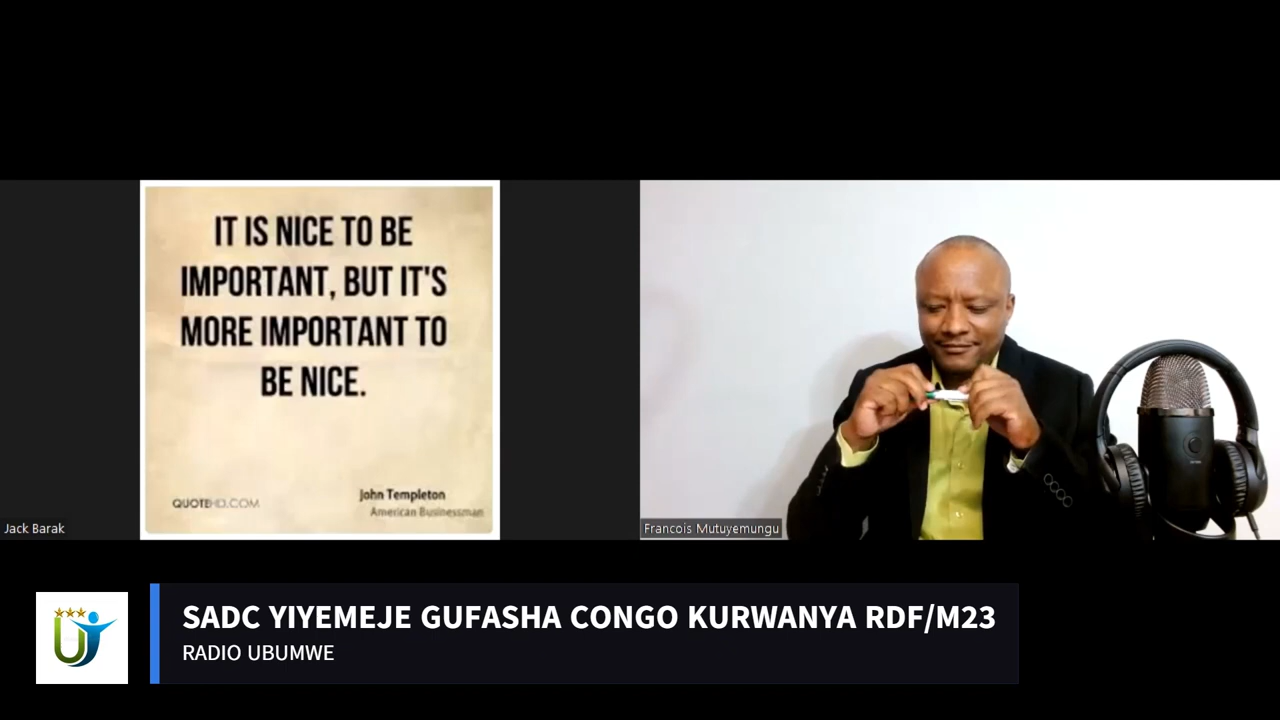 IT IS NICE TO BE
IMPORTANT, BUT IT'S
MORE IMPORTANT TO
BE NICE.
QUOTEHD.COM
John Templeton
American Businessman
Jack Barak
Francois Mutuyemungu
UJ
SADC YIYEMEJE GUFASHA CONGO KURWANYA RDF/M23
RADIO UBUMWE